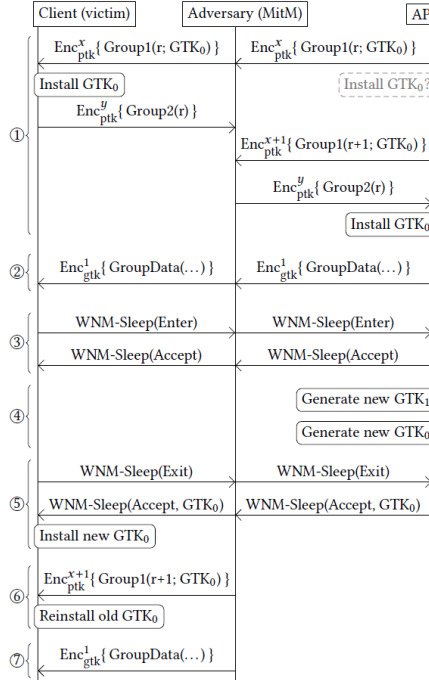 Client (victim) Adversary (MitM) AP
Enc^x_ptk{ Group1(r; GTK₀) } Enc^x_ptk{ Group1(r; GTK₀) }
Install GTK₀ Install GTK₀?
Enc^y_ptk{ Group2(r) }
①
Enc^{x+1}_ptk{ Group1(r+1; GTK₀) }
Enc^y_ptk{ Group2(r) }
Install GTK₀
② Enc^1_gtk{ GroupData(…) } Enc^1_gtk{ GroupData(…) }
WNM-Sleep(Enter) WNM-Sleep(Enter)
③
WNM-Sleep(Accept) WNM-Sleep(Accept)
Generate new GTK₁
④
Generate new GTK₀
WNM-Sleep(Exit) WNM-Sleep(Exit)
⑤ WNM-Sleep(Accept, GTK₀) WNM-Sleep(Accept, GTK₀)
Install new GTK₀
Enc^{x+1}_ptk{ Group1(r+1; GTK₀) }
⑥
Reinstall old GTK₀
⑦ Enc^1_gtk{ GroupData(…) }